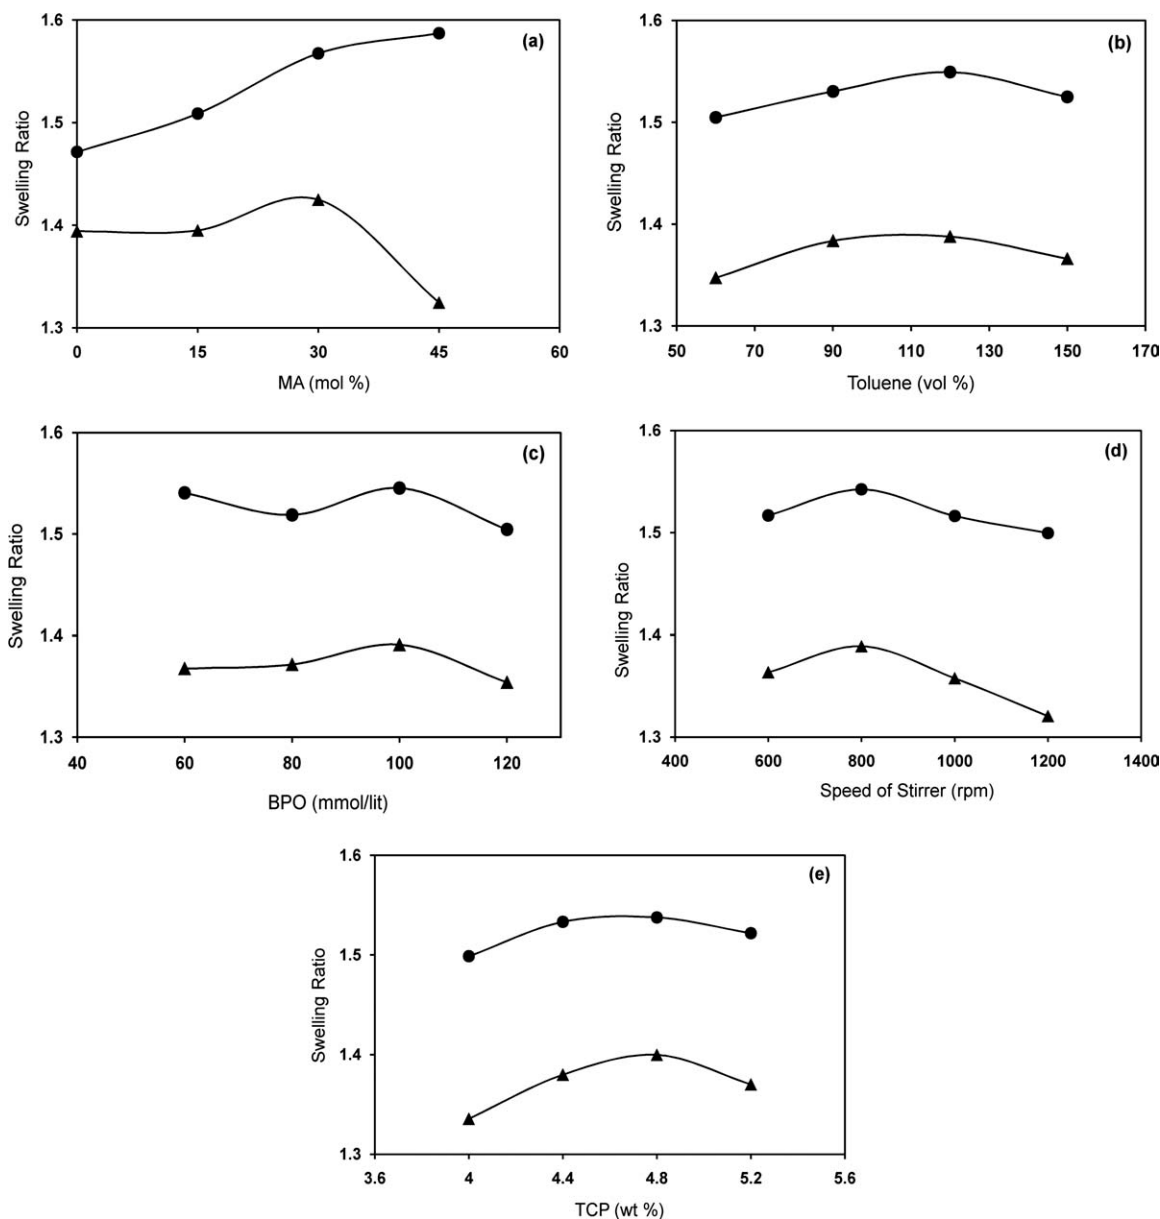 (a)
1.6
1.5
1.4
1.3
Swelling Ratio
0 15 30 45 60
MA (mol %)
(b)
1.6
1.5
1.4
1.3
Swelling Ratio
50 70 90 110 130 150 170
Toluene (vol %)
(c)
1.6
1.5
1.4
1.3
Swelling Ratio
40 60 80 100 120
BPO (mmol/lit)
(d)
1.6
1.5
1.4
1.3
Swelling Ratio
400 600 800 1000 1200 1400
Speed of Stirrer (rpm)
(e)
1.6
1.5
1.4
1.3
Swelling Ratio
3.6 4 4.4 4.8 5.2 5.6
TCP (wt %)